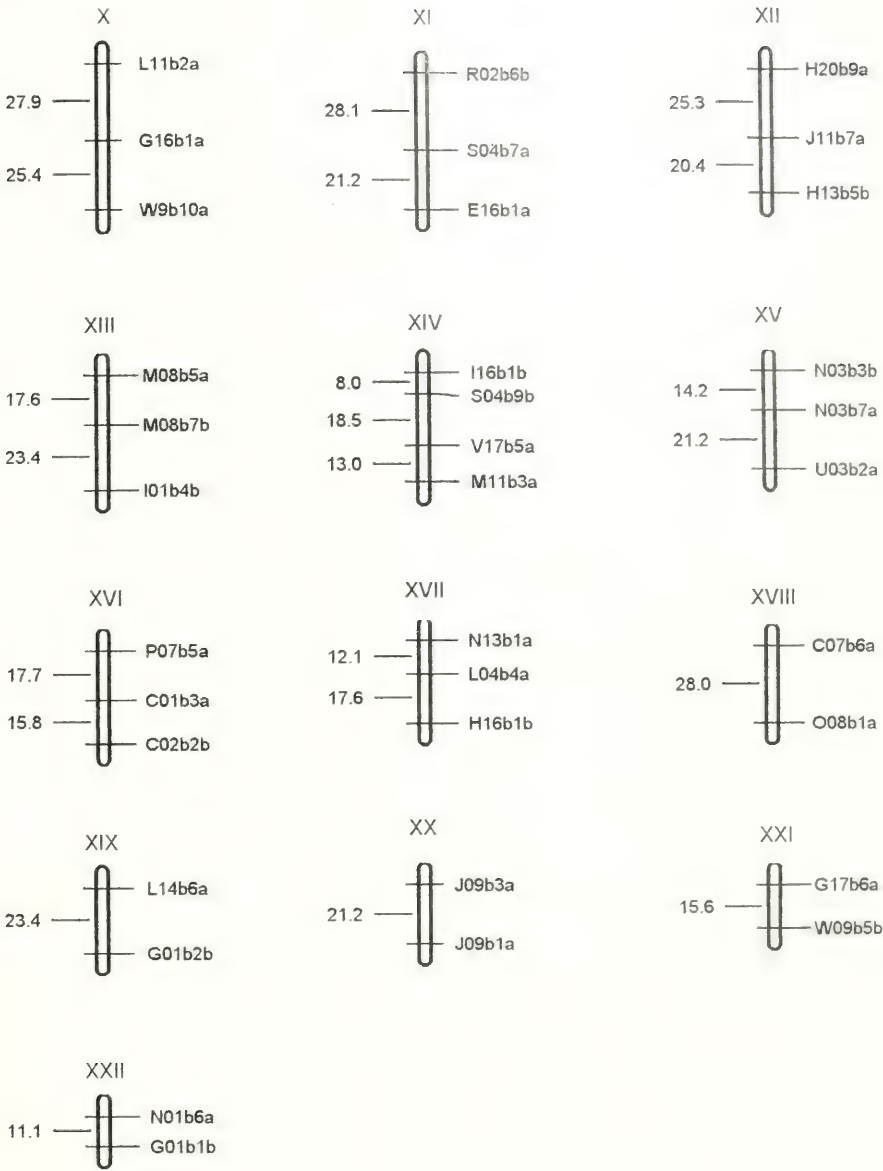 X
L11b2a
27.9
G16b1a
25.4
W9b10a
XI
R02b6b
28.1
S04b7a
21.2
E16b1a
XII
H20b9a
25.3
J11b7a
20.4
H13b5b
XIII
M08b5a
17.6
M08b7b
23.4
I01b4b
XIV
I16b1b
8.0
S04b9b
18.5
V17b5a
13.0
M11b3a
XV
N03b3b
14.2
N03b7a
21.2
U03b2a
XVI
P07b5a
17.7
C01b3a
15.8
C02b2b
XVII
N13b1a
12.1
L04b4a
17.6
H16b1b
XVIII
C07b6a
28.0
O08b1a
XIX
L14b6a
23.4
G01b2b
XX
J09b3a
21.2
J09b1a
XXI
G17b6a
15.6
W09b5b
XXII
N01b6a
11.1
G01b1b